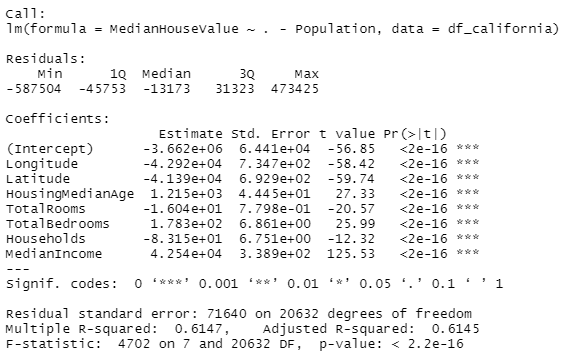 Call:
lm(formula = MedianHouseValue ~ . - Population, data = df_california)
Residuals:
Min 1Q Median 3Q Max
-587504 -45753 -13173 31323 473425
Coefficients:
Estimate Std. Error t value Pr(>|t|)
(Intercept) -3.662e+06 6.441e+04 -56.85 <2e-16 ***
Longitude -4.292e+04 7.347e+02 -58.42 <2e-16 ***
Latitude -4.139e+04 6.929e+02 -59.74 <2e-16 ***
HousingMedianAge 1.215e+03 4.445e+01 27.33 <2e-16 ***
TotalRooms -1.604e+01 7.798e-01 -20.57 <2e-16 ***
TotalBedrooms 1.783e+02 6.861e+00 25.99 <2e-16 ***
Households -8.315e+01 6.751e+00 -12.32 <2e-16 ***
MedianIncome 4.254e+04 3.389e+02 125.53 <2e-16 ***
---
Signif. codes: 0 ‘***’ 0.001 ‘**’ 0.01 ‘*’ 0.05 ‘.’ 0.1 ‘ ’ 1
Residual standard error: 71640 on 20632 degrees of freedom
Multiple R-squared: 0.6147, Adjusted R-squared: 0.6145
F-statistic: 4702 on 7 and 20632 DF, p-value: < 2.2e-16